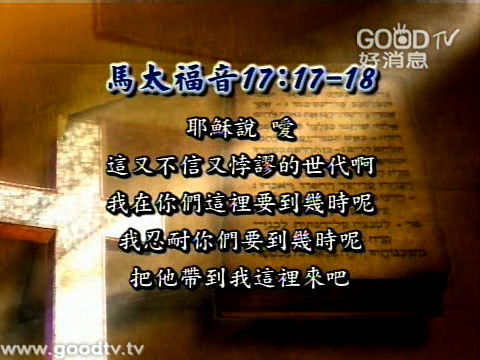 GOOD TV
好消息
馬太福音17:17-18
耶穌說 噯
這又不信又悖謬的世代啊
我在你們這裡要到幾時呢
我忍耐你們要到幾時呢
把他帶到我這裡來吧
www.goodtv.tv